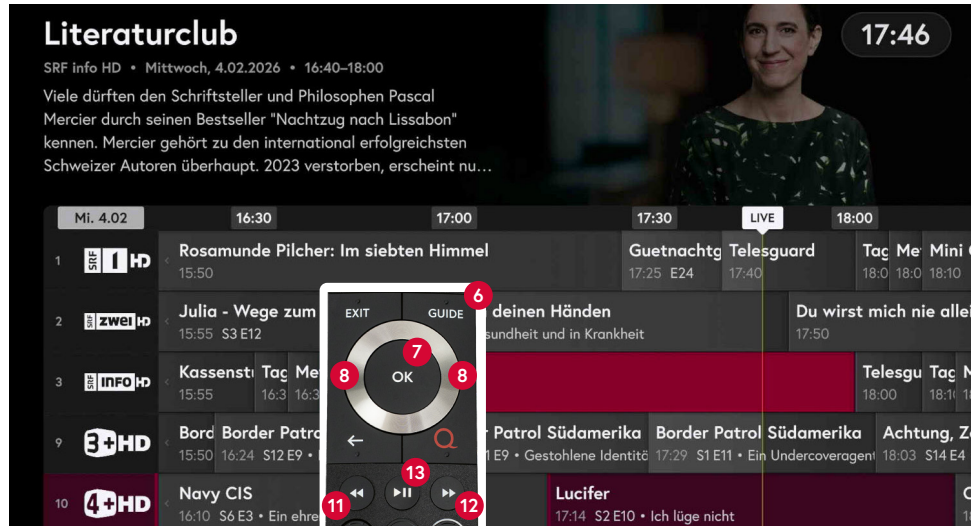 Literaturclub
17:46
SRF info HD • Mittwoch, 4.02.2026 • 16:40–18:00
Viele dürften den Schriftsteller und Philosophen Pascal
Mercier durch seinen Bestseller "Nachtzug nach Lissabon"
kennen. Mercier gehört zu den international erfolgreichsten
Schweizer Autoren überhaupt. 2023 verstorben, erscheint nu...
Mi. 4.02 16:30 17:00 17:30 LIVE 18:00
1 SRF 1 HD Rosamunde Pilcher: Im siebten Himmel Guetnachtg Telesguard Tag Me Mini
15:50 17:25 E24 17:40 18:0 18:0 18:10
2 SRF zwei HD Julia - Wege zum deinen Händen Du wirst mich nie allei
15:55 S3 E12 sundheit und in Krankheit 17:50
3 SRF INFO HD Kassenst Tag Me Telesgu Tag
15:55 16:3 16:3 18:00 18:1
9 3+ HD Bord Border Patro Patrol Südamerika Border Patrol Südamerika Achtung, Z
15:50 16:24 S12 E9 • E9 • Gestohlene Identitä 17:29 S1 E11 • Ein Undercoveragent 18:03 S14 E4
10 4+ HD Navy CIS Lucifer
16:10 S6 E3 • Ein ehre 17:14 S2 E10 • Ich lüge nicht
EXIT GUIDE 6
7
8 OK 8
13
11 12